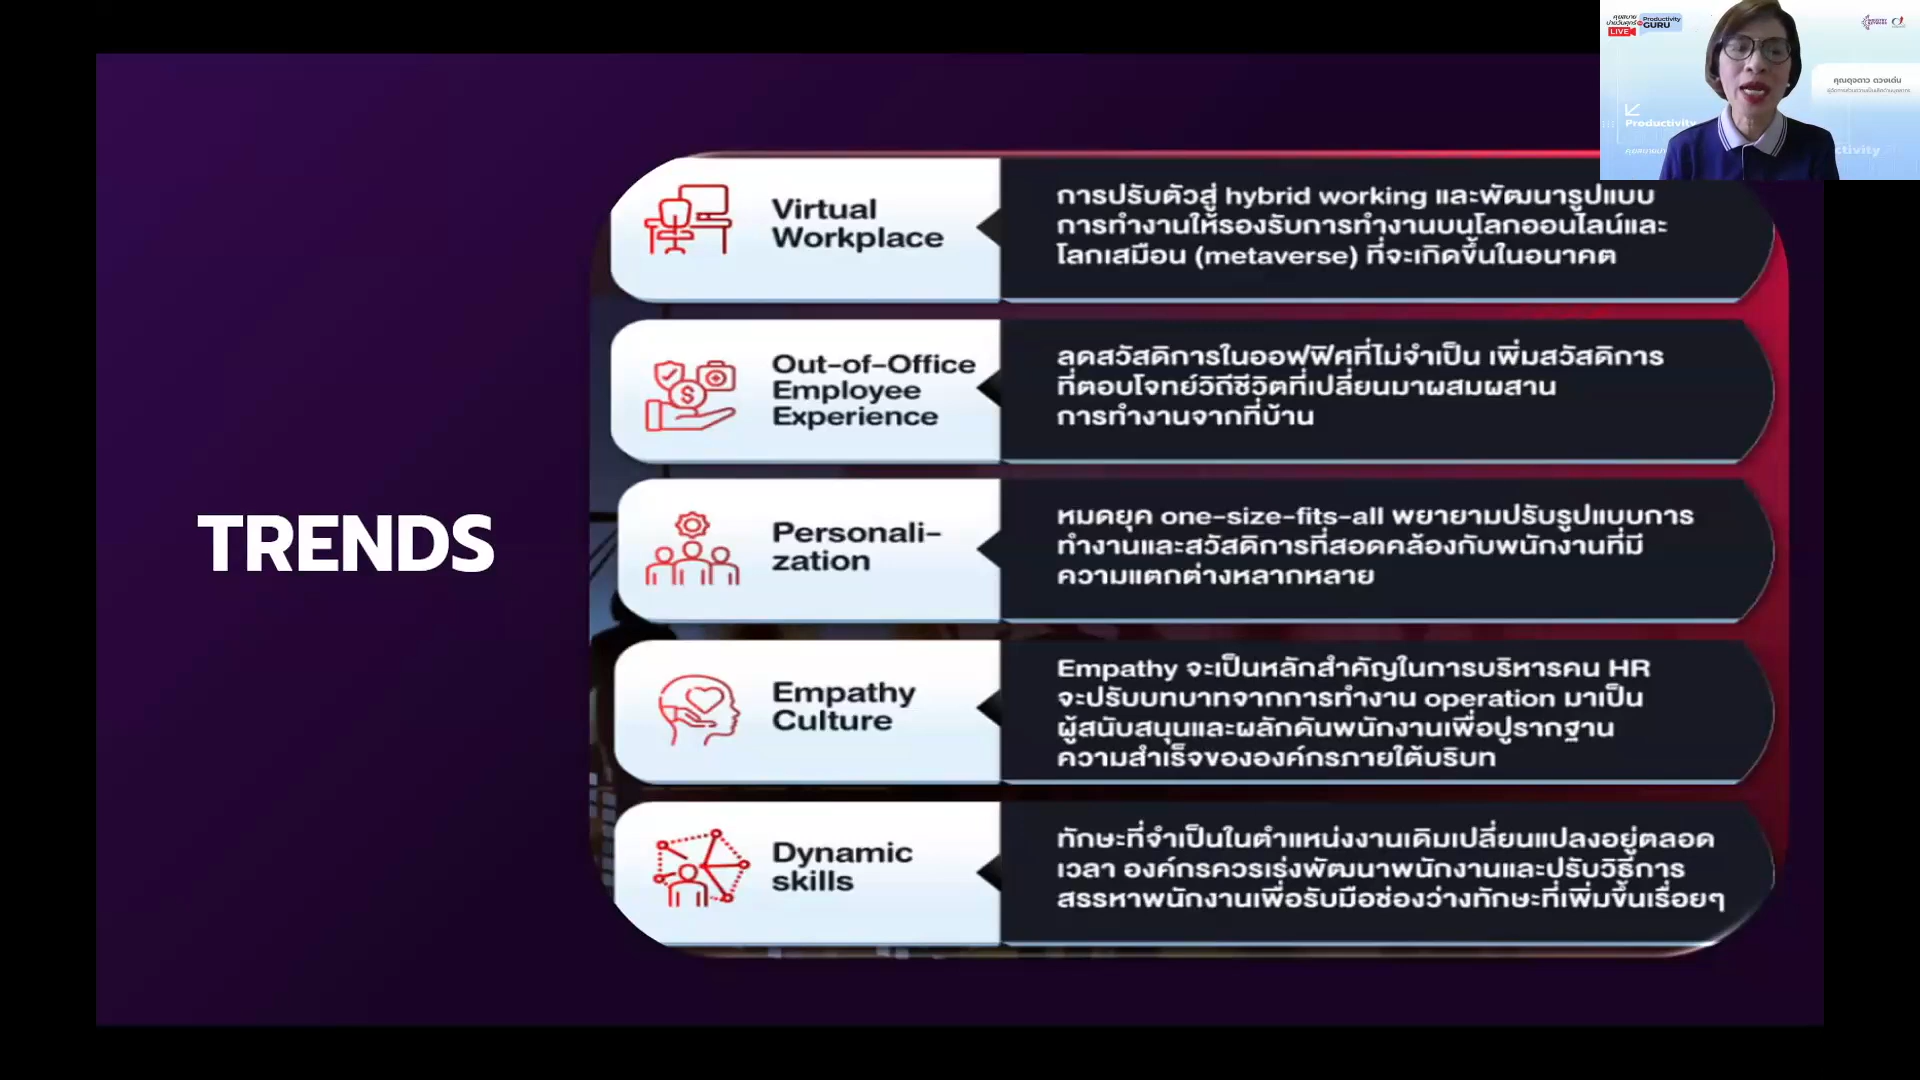 TRENDS
Virtual
Workplace
การปรับตัวสู่ hybrid working และพัฒนารูปแบบ
การทำงานให้รองรับการทำงานบนโลกออนไลน์และ
โลกเสมือน (metaverse) ที่จะเกิดขึ้นในอนาคต
Out-of-Office
Employee
Experience
ลดสวัสดิการในออฟฟิศที่ไม่จำเป็น เพิ่มสวัสดิการ
ที่ตอบโจทย์วิถีชีวิตที่เปลี่ยนมาผสมผสาน
การทำงานจากที่บ้าน
Personali-
zation
หมดยุค one-size-fits-all พยายามปรับรูปแบบการ
ทำงานและสวัสดิการที่สอดคล้องกับพนักงานที่มี
ความแตกต่างหลากหลาย
Empathy
Culture
Empathy จะเป็นหลักสำคัญในการบริหารคน HR
จะปรับบทบาทจากการทำงาน operation มาเป็น
ผู้สนับสนุนและผลักดันพนักงานเพื่อปูรากฐาน
ความสำเร็จขององค์กรภายใต้บริบท
Dynamic
skills
ทักษะที่จำเป็นในตำแหน่งงานเดิมเปลี่ยนแปลงอยู่ตลอด
เวลา องค์กรควรเร่งพัฒนาพนักงานและปรับวิธีการ
สรรหาพนักงานเพื่อรับมือช่องว่างทักษะที่เพิ่มขึ้นเรื่อยๆ
คุยสบาย
บ่ายวันศุกร์
Productivity
GURU
LIVE
Productivity